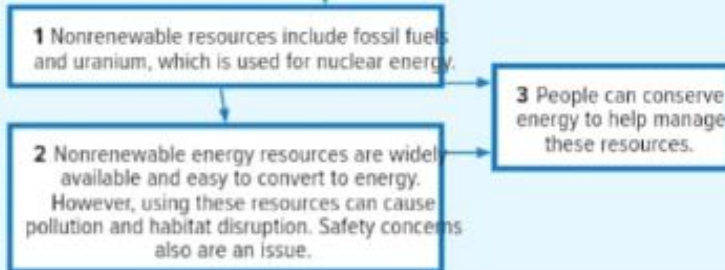 1 Nonrenewable resources include fossil fuels
and uranium, which is used for nuclear energy.
2 Nonrenewable energy resources are widely
available and easy to convert to energy.
However, using these resources can cause
pollution and habitat disruption. Safety concerns
also are an issue.
3 People can conserve
energy to help manage
these resources.